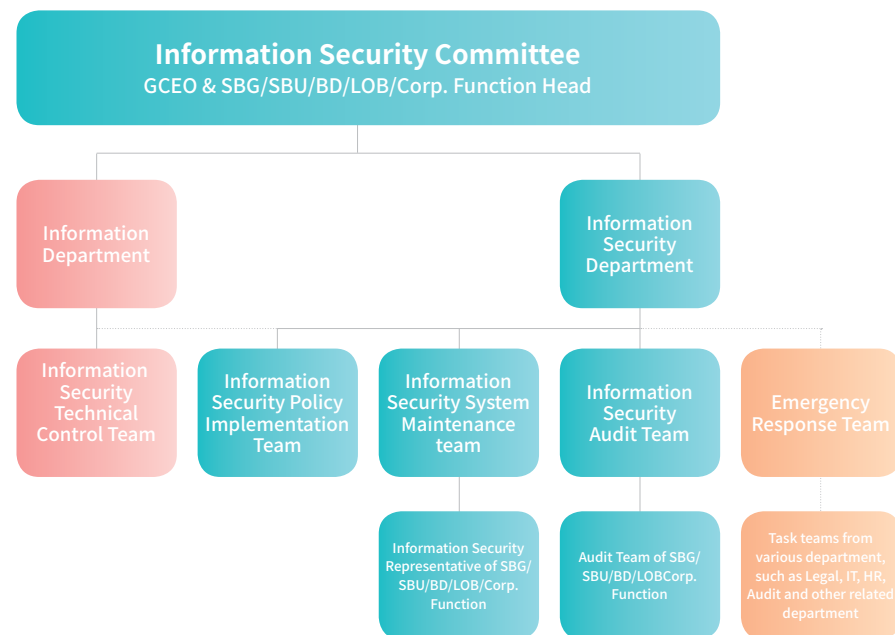 Information Security Committee
GCEO & SBG/SBU/BD/LOB/Corp. Function Head
Information
Department
Information
Security
Department
Information
Security
Technical
Control Team
Information
Security Policy
Implementation
Team
Information
Security System
Maintenance
team
Information
Security
Audit Team
Emergency
Response Team
Information Security
Representative of SBG/
SBU/BD/LOB/Corp.
Function
Audit Team of SBG/
SBU/BD/LOBCorp.
Function
Task teams from
various department,
such as Legal, IT, HR,
Audit and other related
department